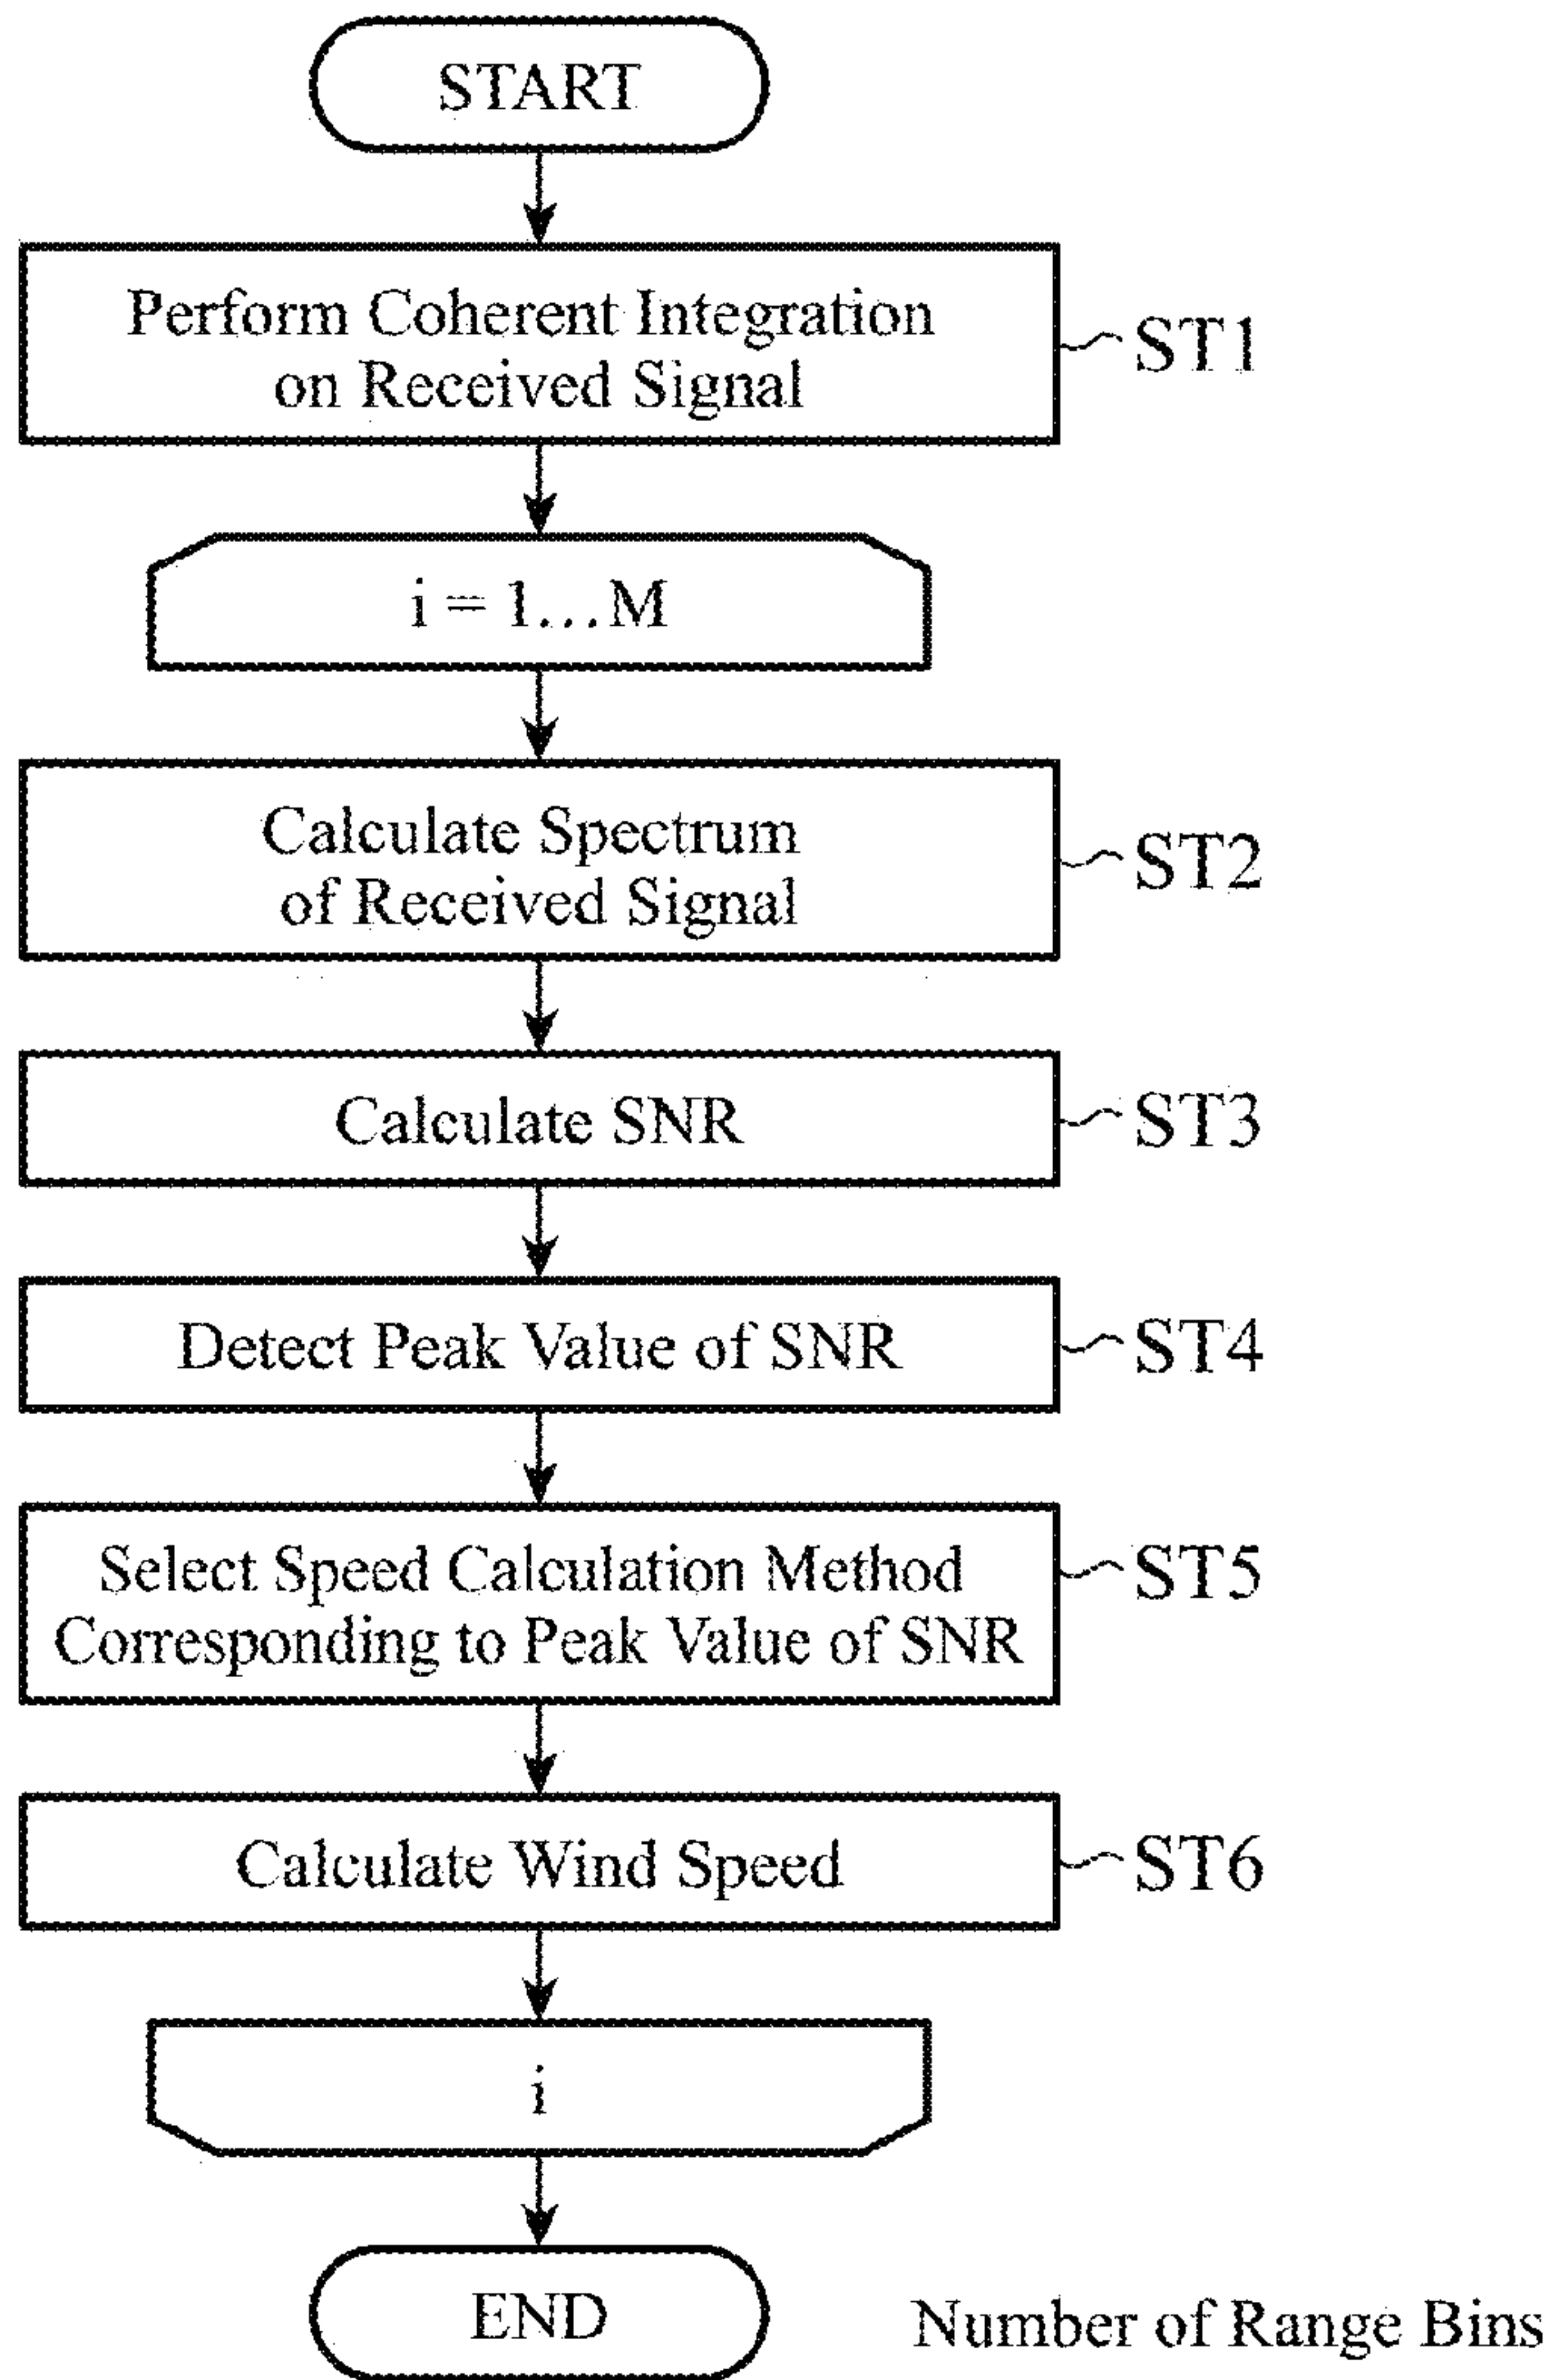 START
Perform Coherent Integration
on Received Signal
ST1
i = 1...M
Calculate Spectrum
of Received Signal
ST2
Calculate SNR
ST3
Detect Peak Value of SNR
ST4
Select Speed Calculation Method
Corresponding to Peak Value of SNR
ST5
Calculate Wind Speed
ST6
i
END
Number of Range Bins